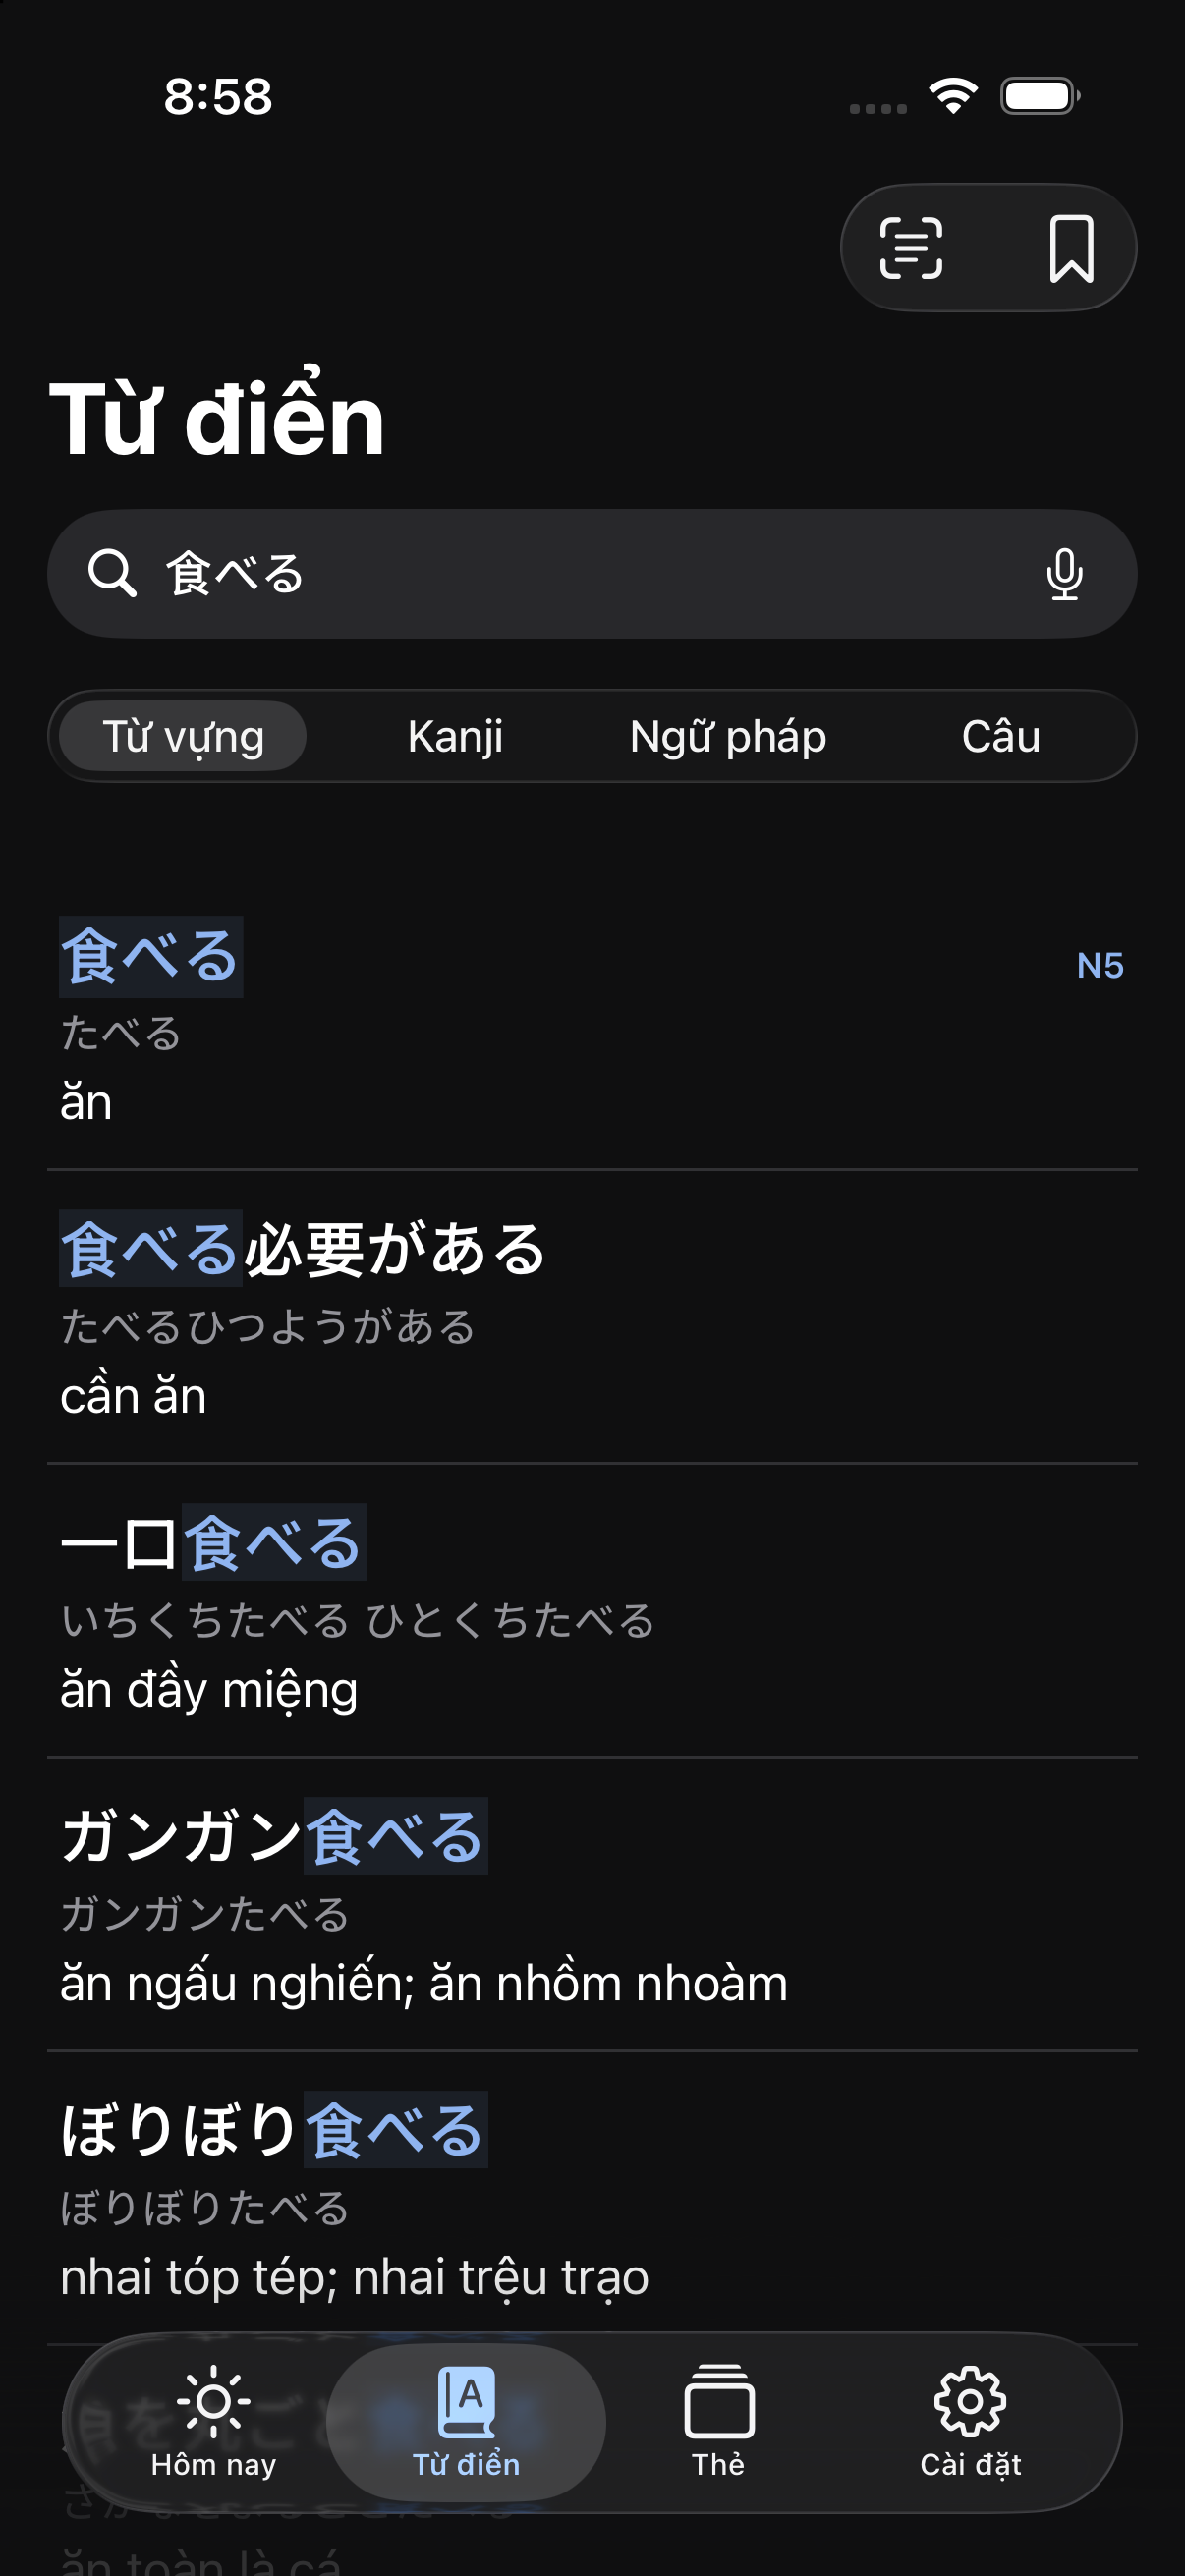 8:58
Từ điển
食べる
Từ vựng Kanji Ngữ pháp Câu
食べる N5
たべる
ăn
食べる必要がある
たべるひつようがある
cần ăn
一口食べる
いちくちたべる ひとくちたべる
ăn đầy miệng
ガンガン食べる
ガンガンたべる
ăn ngấu nghiến; ăn nhồm nhoàm
ぼりぼり食べる
ぼりぼりたべる
nhai tóp tép; nhai trệu trạo
Hôm nay Từ điển Thẻ Cài đặt
ăn toàn là cá